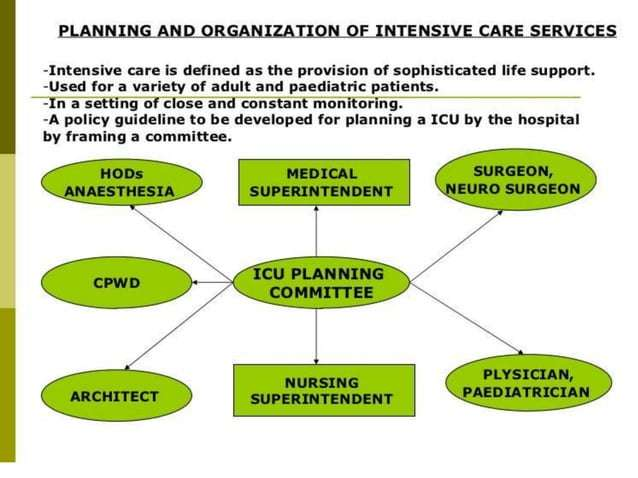 PLANNING AND ORGANIZATION OF INTENSIVE CARE SERVICES
-Intensive care is defined as the provision of sophisticated life support.
-Used for a variety of adult and paediatric patients.
-In a setting of close and constant monitoring.
-A policy guideline to be developed for planning a ICU by the hospital
by framing a committee.
HODs
ANAESTHESIA
MEDICAL
SUPERINTENDENT
SURGEON,
NEURO SURGEON
CPWD
ICU PLANNING
COMMITTEE
ARCHITECT
NURSING
SUPERINTENDENT
PLYSICIAN,
PAEDIATRICIAN